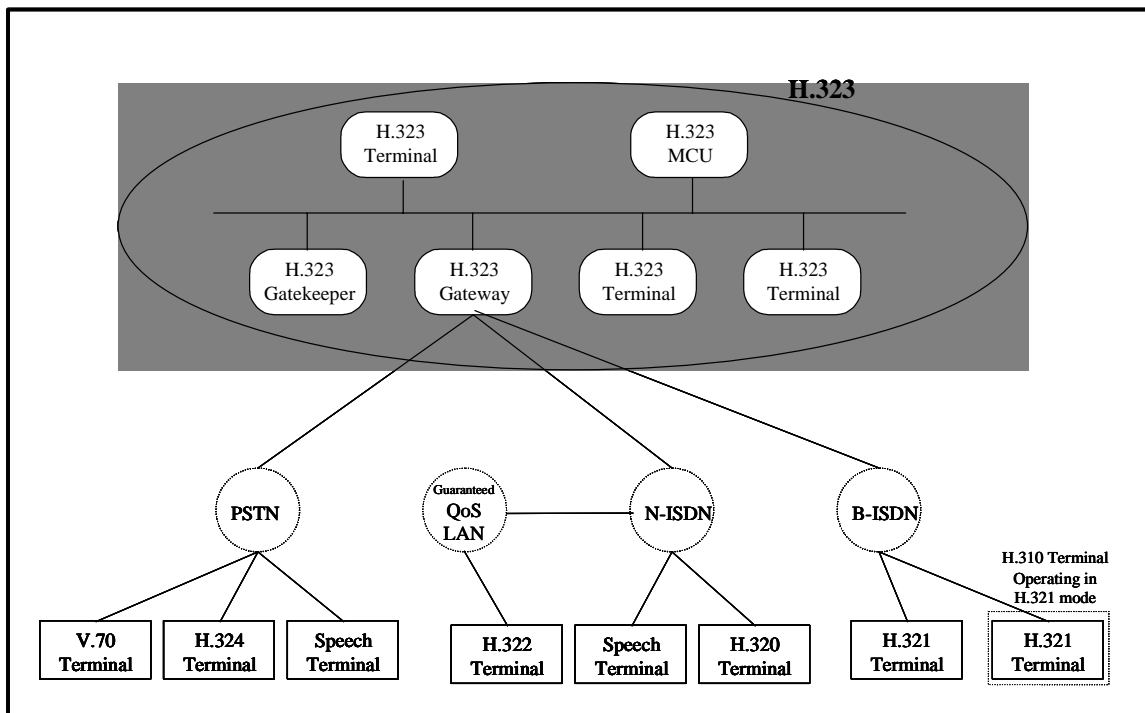 H.323
H.323
Terminal
H.323
MCU
H.323
Gatekeeper
H.323
Gateway
H.323
Terminal
H.323
Terminal
PSTN
Guaranteed
QoS
LAN
N-ISDN
B-ISDN
H.310 Terminal
Operating in
H.321 mode
V.70
Terminal
H.324
Terminal
Speech
Terminal
H.322
Terminal
Speech
Terminal
H.320
Terminal
H.321
Terminal
H.321
Terminal